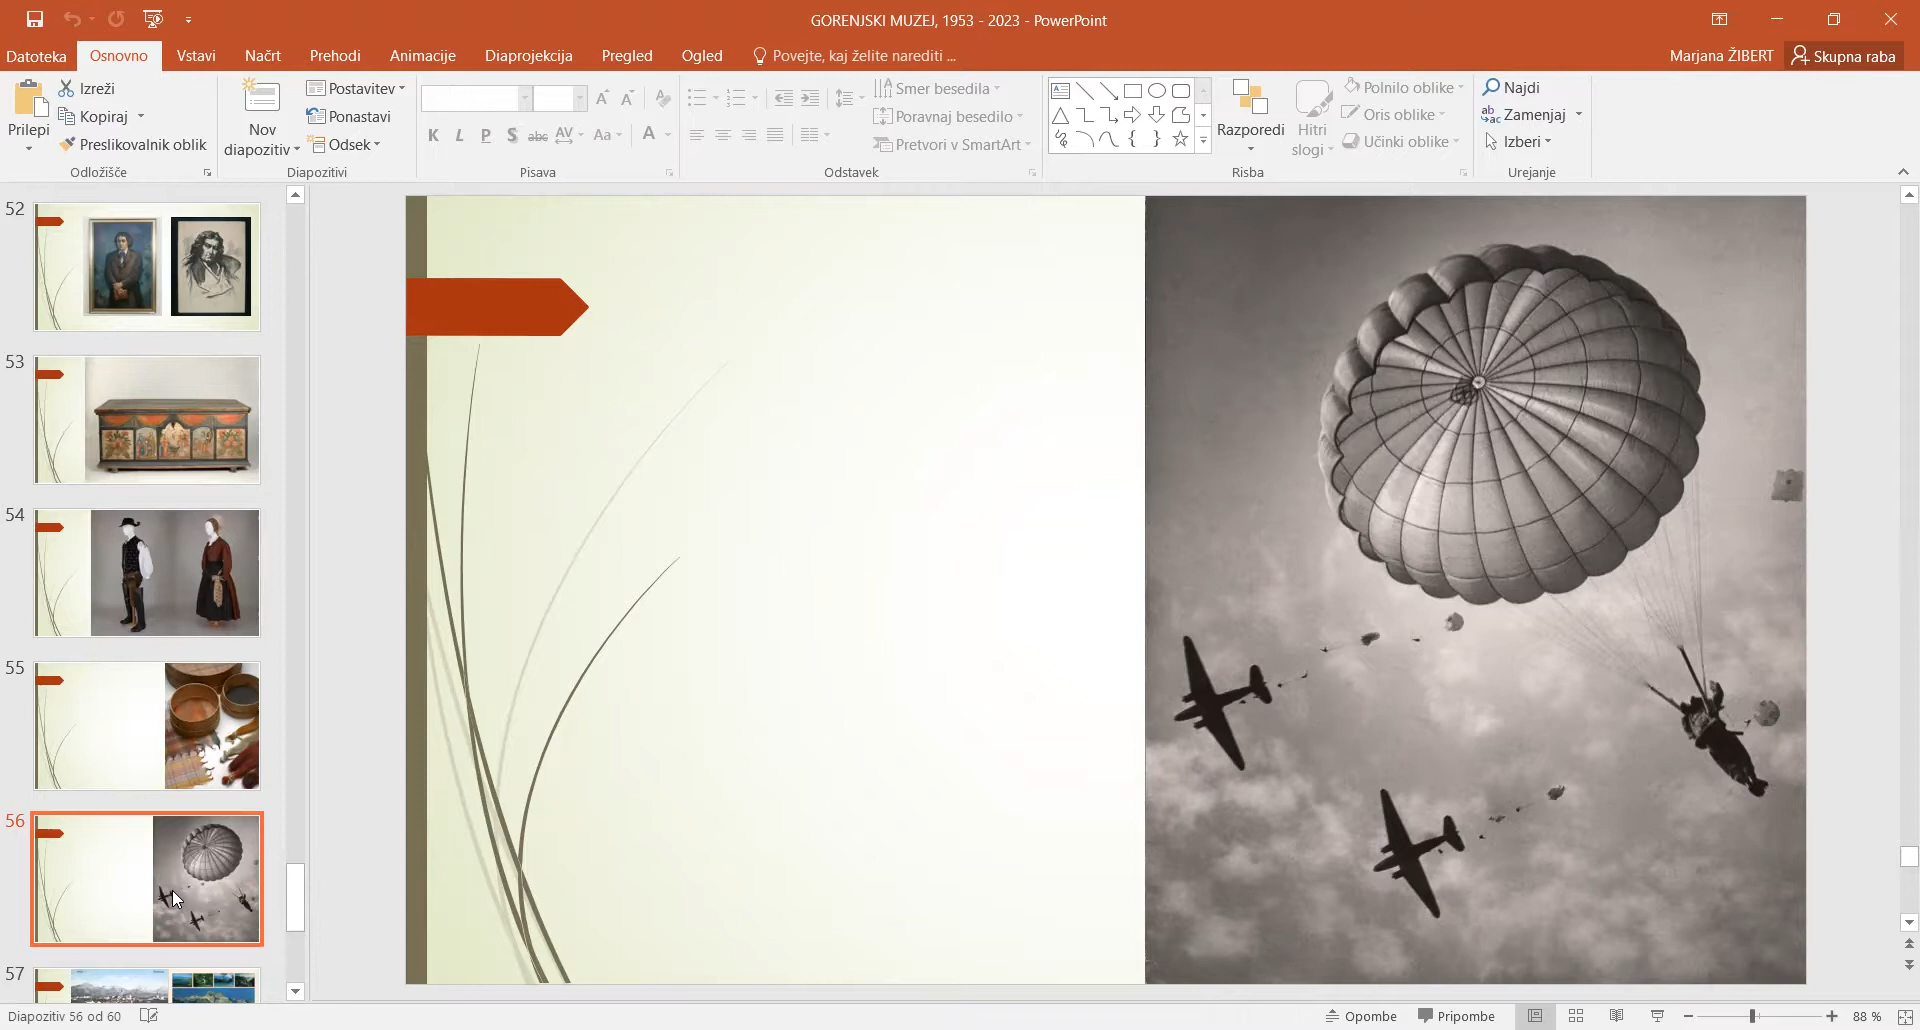 GORENJSKI MUZEJ, 1953 - 2023 - PowerPoint
Datoteka Osnovno Vstavi Načrt Prehodi Animacije Diaprojekcija Pregled Ogled Povejte, kaj želite narediti ... Marjana ŽIBERT Skupna raba
Prilepi
Izreži
Kopiraj
Preslikovalnik oblik
Odložišče
Nov
diapozitiv
Postavitev
Ponastavi
Odsek
Diapozitivi
K L P S abc AV Aa A
Pisava
Smer besedila
Poravnaj besedilo
Pretvori v SmartArt
Odstavek
Razporedi
Hitri
slogi
Polnilo oblike
Oris oblike
Učinki oblike
Risba
Najdi
Zamenjaj
Izberi
Urejanje
52
53
54
55
56
57
Diapozitiv 56 od 60
Opombe Pripombe 88 %